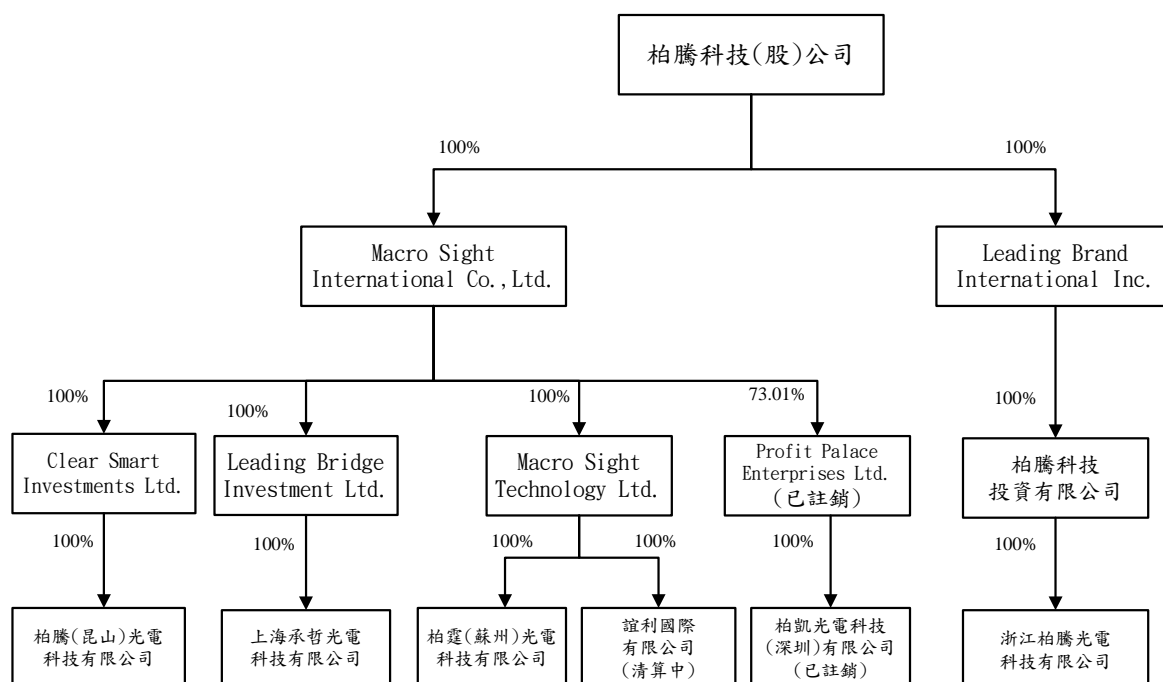 柏騰科技(股)公司
100%
100%
Macro Sight
International Co.,Ltd.
Leading Brand
International Inc.
100%
100%
100%
73.01%
100%
Clear Smart
Investments Ltd.
Leading Bridge
Investment Ltd.
Macro Sight
Technology Ltd.
Profit Palace
Enterprises Ltd.
(已註銷)
柏騰科技
投資有限公司
100%
100%
100%
100%
100%
100%
柏騰(昆山)光電
科技有限公司
上海承哲光電
科技有限公司
柏霆(蘇州)光電
科技有限公司
誼利國際
有限公司
(清算中)
柏凱光電科技
(深圳)有限公司
(已註銷)
浙江柏騰光電
科技有限公司